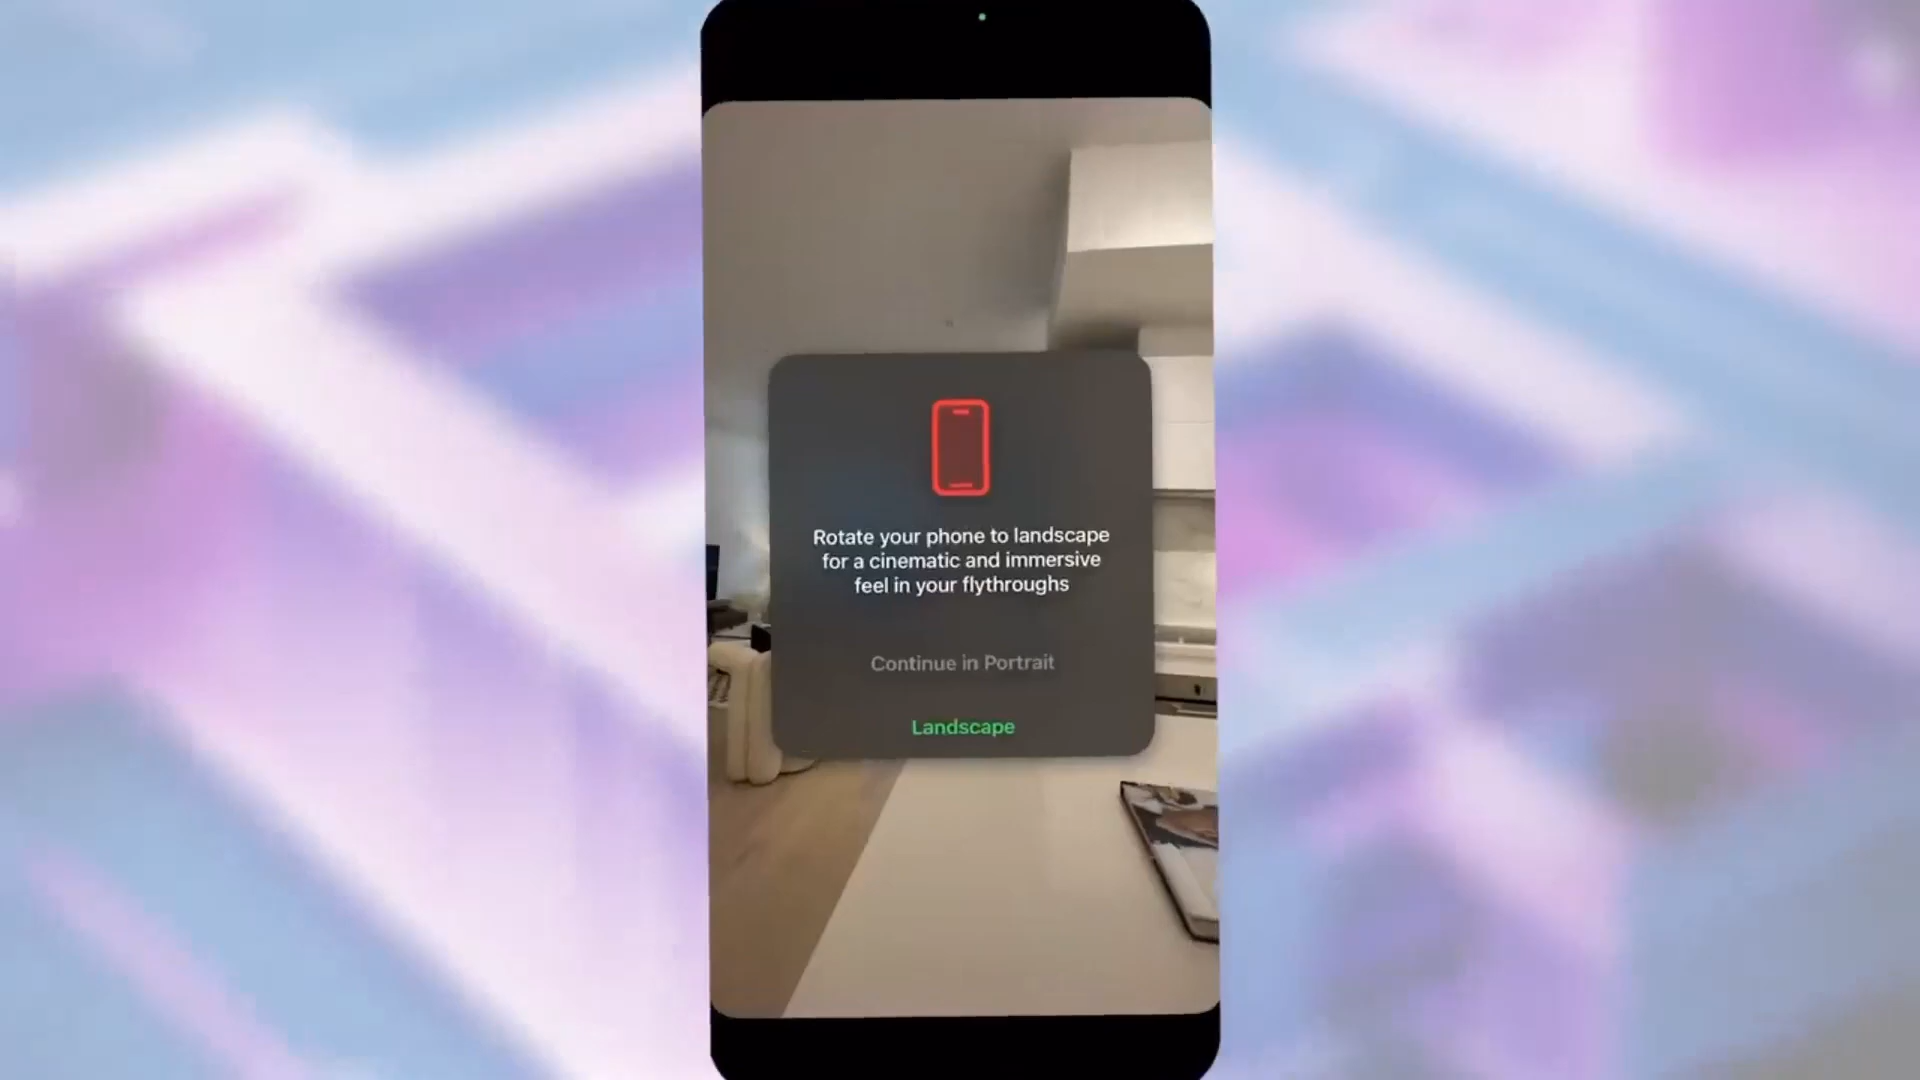 Rotate your phone to landscape
for a cinematic and immersive
feel in your flythroughs
Continue in Portrait
Landscape